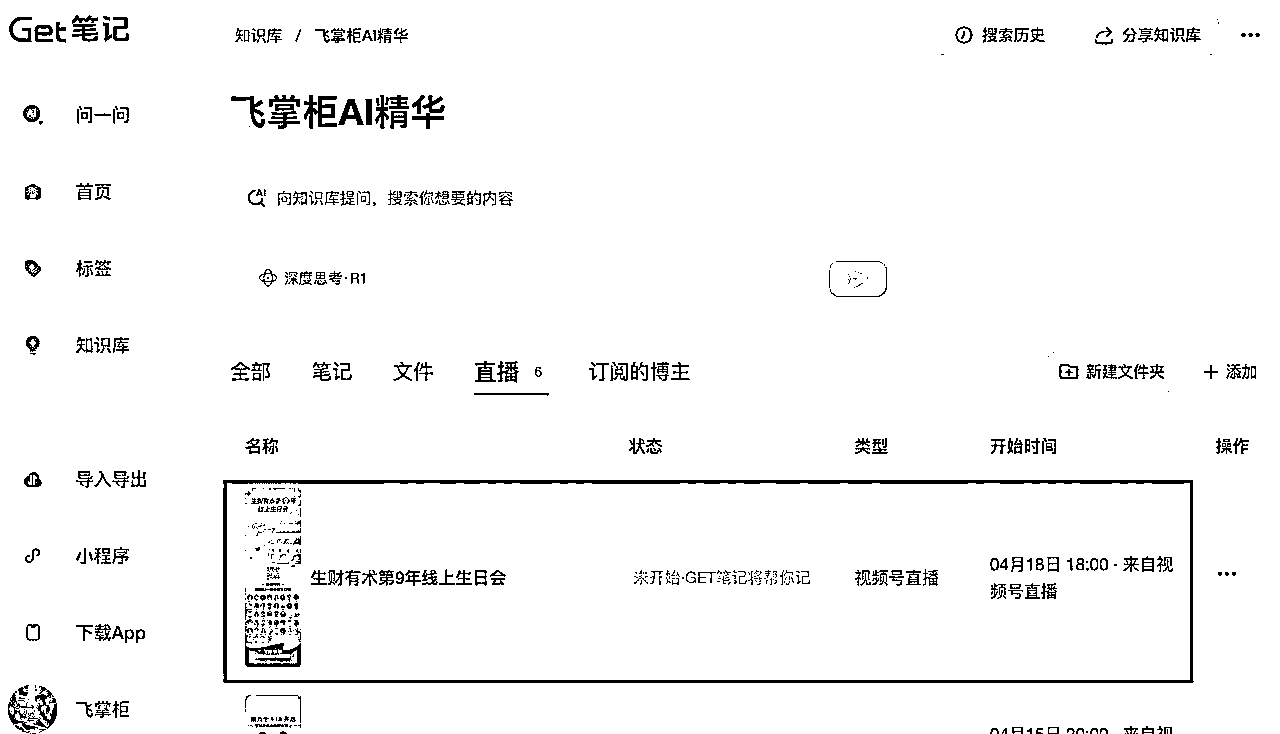 Get笔记
知识库 / 飞掌柜AI精华
搜索历史
分享知识库
问一问
首页
标签
知识库
导入导出
小程序
下载App
飞掌柜
飞掌柜AI精华
向知识库提问，搜索你想要的内容
深度思考·R1
全部 笔记 文件 直播 6 订阅的博主
新建文件夹
+ 添加
名称 状态 类型 开始时间 操作
生财有术第9年线上生日会
未开始·GET笔记将帮你记
视频号直播
04月18日 18:00 · 来自视
频号直播
04月15日 20:00 · 来自视